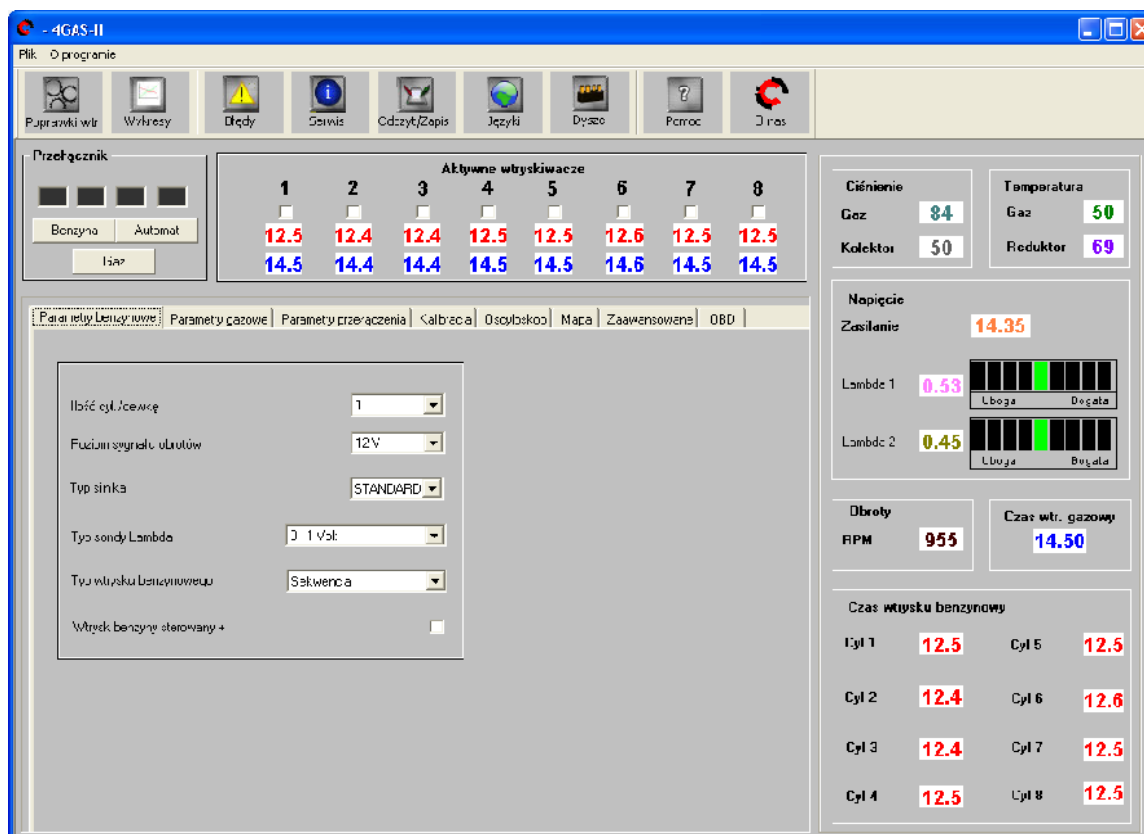 - 4GAS-II
Plik O programie
Poprawki wtr Wykresy Błędy Serwis Odczyt/Zapis Języki Dysze Pomoc O nas
Przełącznik
Benzyna Automat
Gaz
Aktywne wtryskiwacze
1 2 3 4 5 6 7 8
12.5 12.4 12.4 12.5 12.5 12.6 12.5 12.5
14.5 14.4 14.4 14.5 14.5 14.6 14.5 14.5
Parametry benzynowe Parametry gazowe Parametry przełączenia Kalibracja Oscyloskop Mapa Zaawansowane OBD
Ilość cyl./cewkę 1
Poziom sygnału obrotów 12V
Typ silnika STANDARD
Typ sondy Lambda 0-1 Volt
Typ wtrysku benzynowego Sekwencja
Wtrysk benzyny sterowany +
Ciśnienie
Gaz 84
Kolektor 50
Temperatura
Gaz 50
Reduktor 69
Napięcie
Zasilanie 14.35
Lambda 1 0.53
Uboga Bogata
Lambda 2 0.45
Uboga Bogata
Obroty
RPM 955
Czas wtr. gazowy
14.50
Czas wtrysku benzynowy
Cyl 1 12.5 Cyl 5 12.5
Cyl 2 12.4 Cyl 6 12.6
Cyl 3 12.4 Cyl 7 12.5
Cyl 4 12.5 Cyl 8 12.5